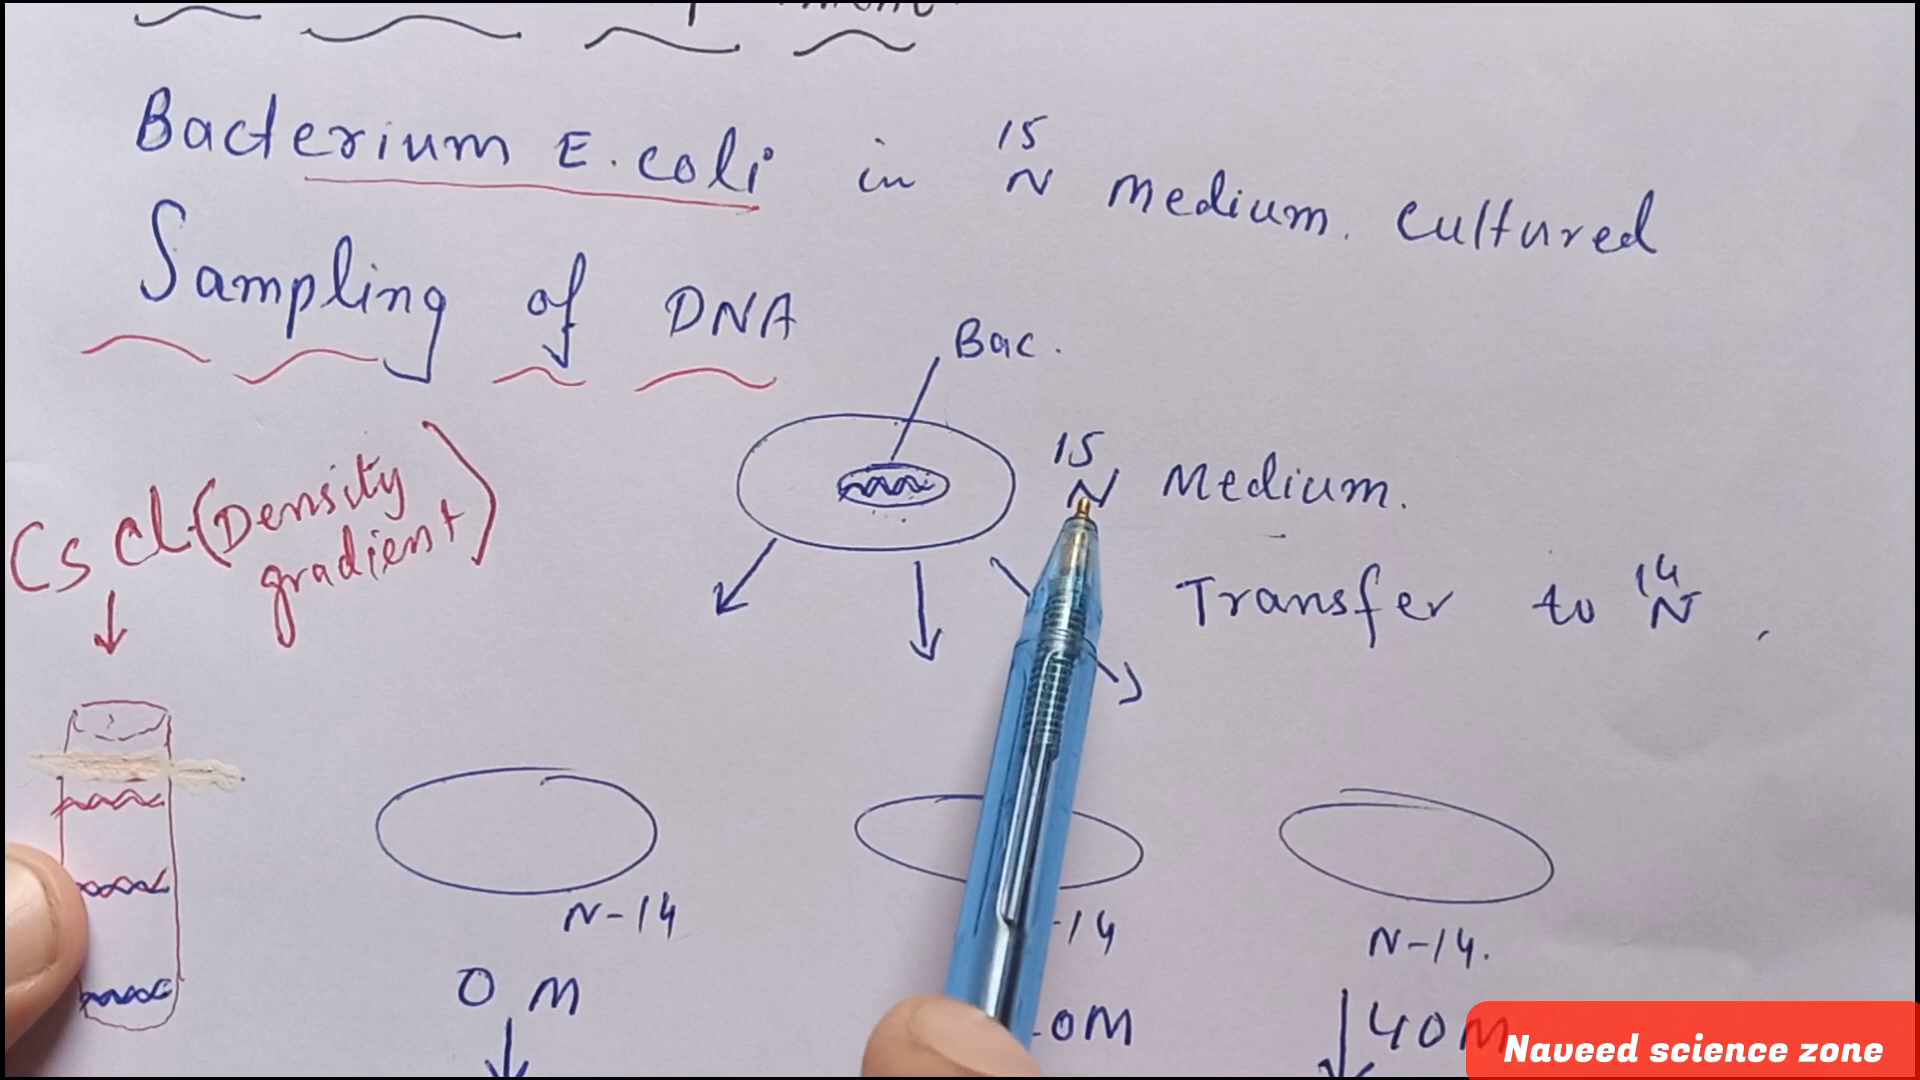 Bacterium E.coli in 15N Medium. Cultured
Sampling of DNA
Bac.
CsCl (Density gradient)
15N Medium.
Transfer to 14N.
N-14
-14
N-14.
0 M
0M
40M
Naveed science zone